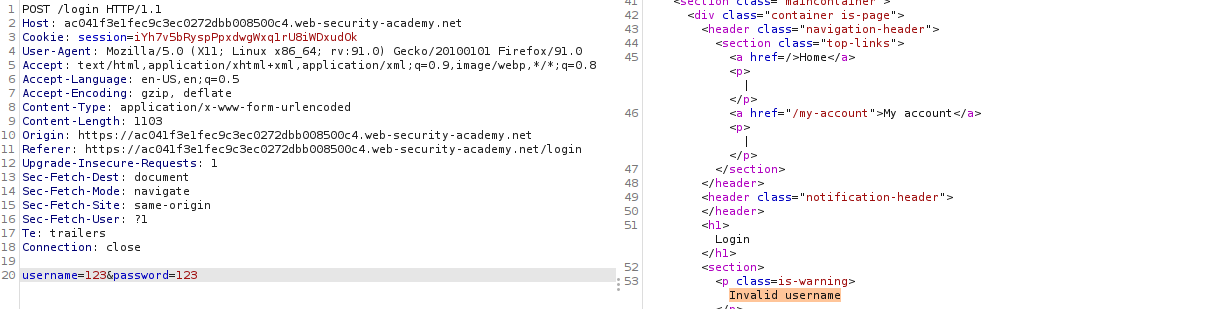 1 POST /login HTTP/1.1
2 Host: ac041f3e1fec9c3ec0272dbb008500c4.web-security-academy.net
3 Cookie: session=iYh7v5bRyspPpxdwgWxq1rU8iWDxud0k
4 User-Agent: Mozilla/5.0 (X11; Linux x86_64; rv:91.0) Gecko/20100101 Firefox/91.0
5 Accept: text/html,application/xhtml+xml,application/xml;q=0.9,image/webp,*/*;q=0.8
6 Accept-Language: en-US,en;q=0.5
7 Accept-Encoding: gzip, deflate
8 Content-Type: application/x-www-form-urlencoded
9 Content-Length: 1103
10 Origin: https://ac041f3e1fec9c3ec0272dbb008500c4.web-security-academy.net
11 Referer: https://ac041f3e1fec9c3ec0272dbb008500c4.web-security-academy.net/login
12 Upgrade-Insecure-Requests: 1
13 Sec-Fetch-Dest: document
14 Sec-Fetch-Mode: navigate
15 Sec-Fetch-Site: same-origin
16 Sec-Fetch-User: ?1
17 Te: trailers
18 Connection: close
19
20 username=123&password=123
41 <section class="maincontainer">
42 <div class="container is-page">
43 <header class="navigation-header">
44 <section class="top-links">
45 <a href=/>Home</a>
<p>
|
</p>
46 <a href="/my-account">My account</a>
<p>
|
</p>
47 </section>
48 </header>
49 <header class="notification-header">
50 </header>
51 <h1>
Login
</h1>
52 <section>
53 <p class=is-warning>
Invalid username
</p>